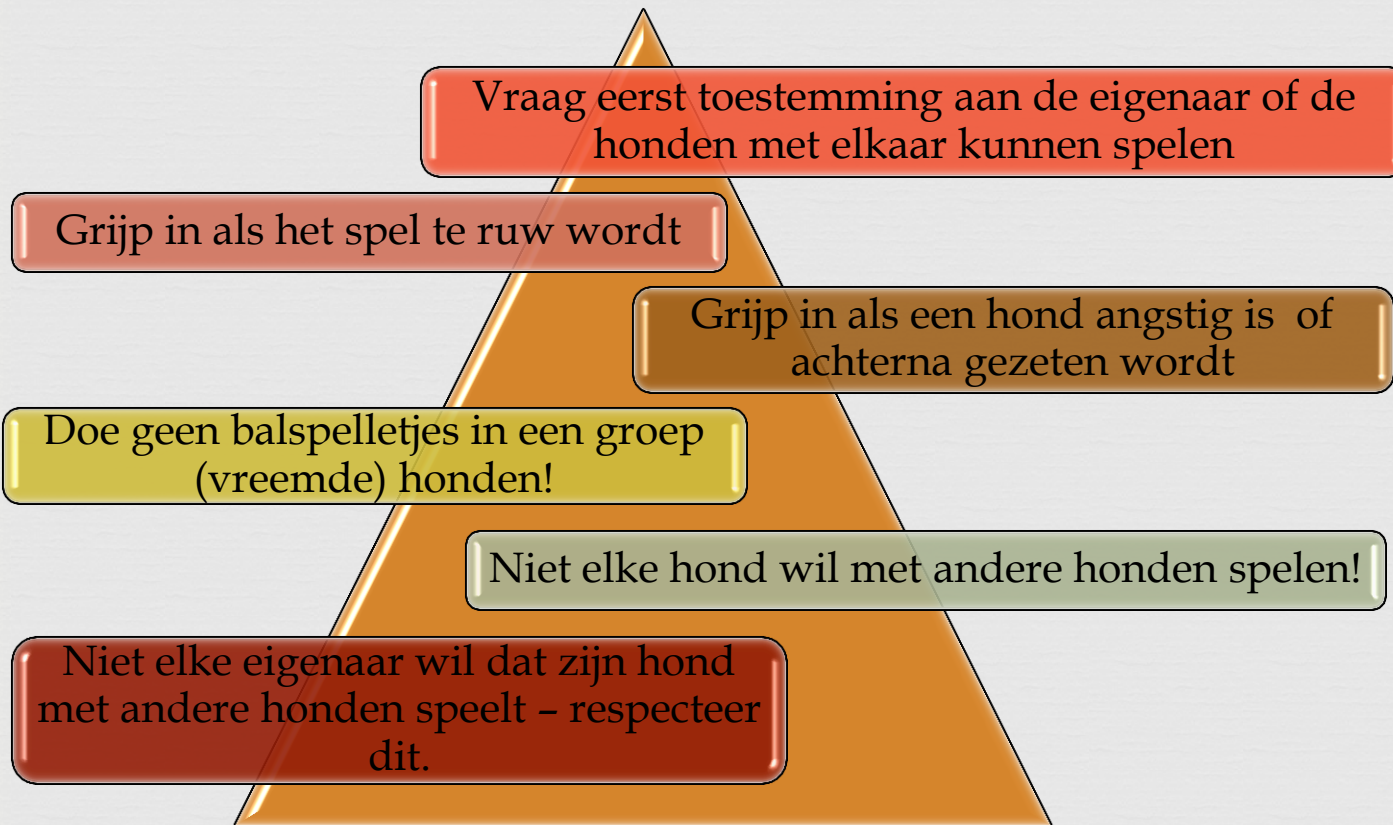 Vraag eerst toestemming aan de eigenaar of de
honden met elkaar kunnen spelen
Grijp in als het spel te ruw wordt
Grijp in als een hond angstig is  of
achterna gezeten wordt
Doe geen balspelletjes in een groep
(vreemde) honden!
Niet elke hond wil met andere honden spelen!
Niet elke eigenaar wil dat zijn hond
met andere honden speelt – respecteer
dit.